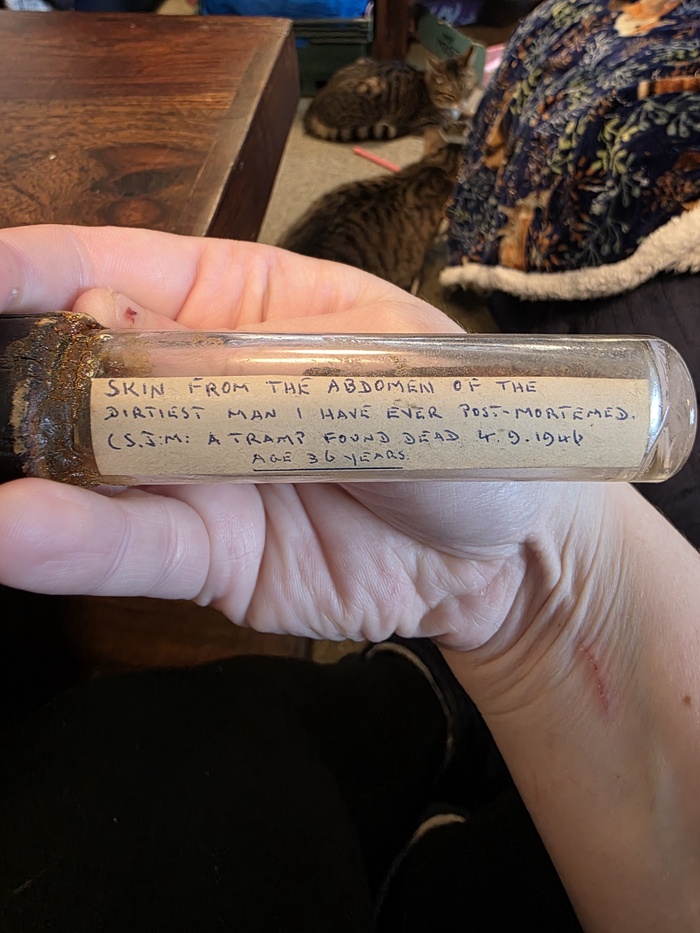 SKIN FROM THE ABDOMEN OF THE
DIRTIEST MAN I HAVE EVER POST-MORTEMED.
(S.J.M: A TRAMP FOUND DEAD 4.9.1946
AGE 36 YEARS.